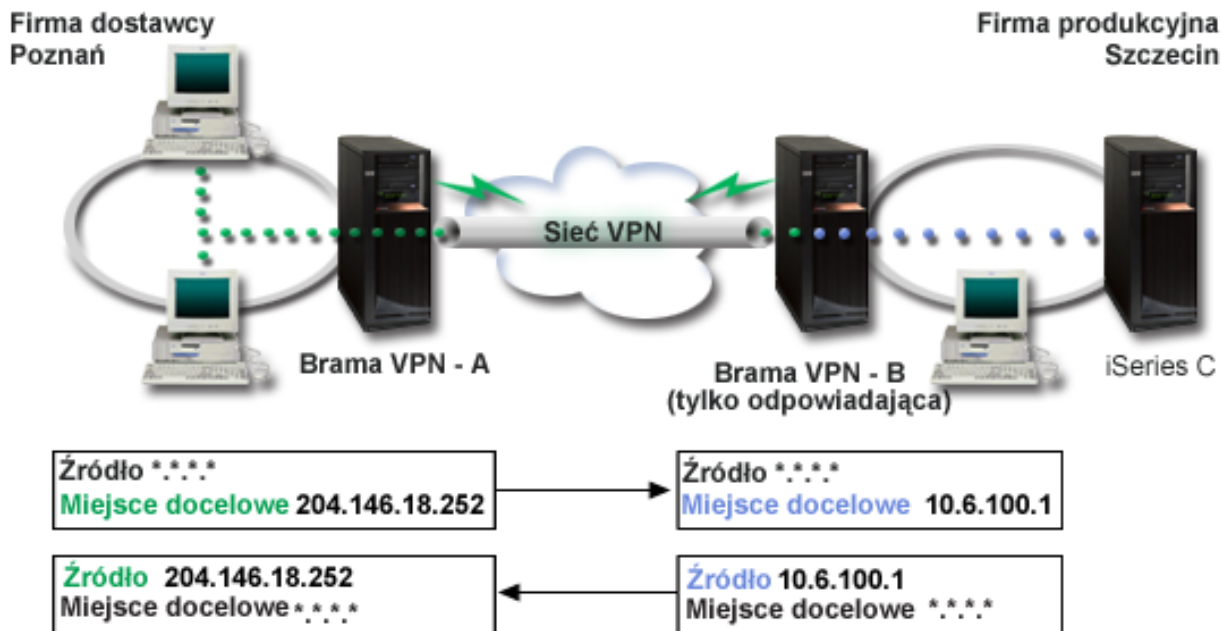 Firma dostawcy
Poznań
Firma produkcyjna
Szczecin
Sieć VPN
Brama VPN - A
Brama VPN - B
(tylko odpowiadająca)
iSeries C
Źródło *.*.*.*
Miejsce docelowe 204.146.18.252
Źródło *.*.*.*
Miejsce docelowe 10.6.100.1
Źródło 204.146.18.252
Miejsce docelowe *.*.*.*
Źródło 10.6.100.1
Miejsce docelowe *.*.*.*